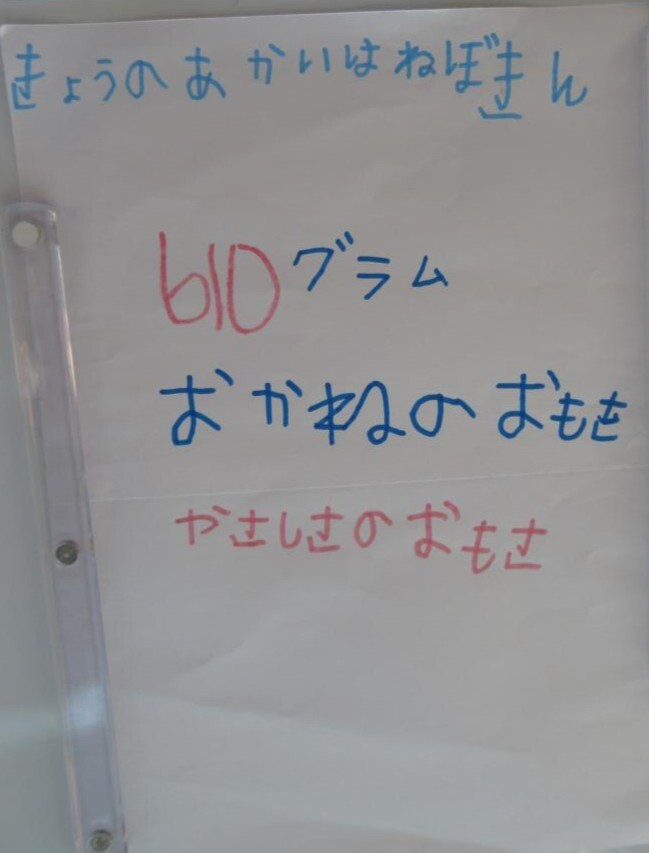 きょうのあかいはねぼきん
610グラム
おかねのおもさ
やさしさのおもさ